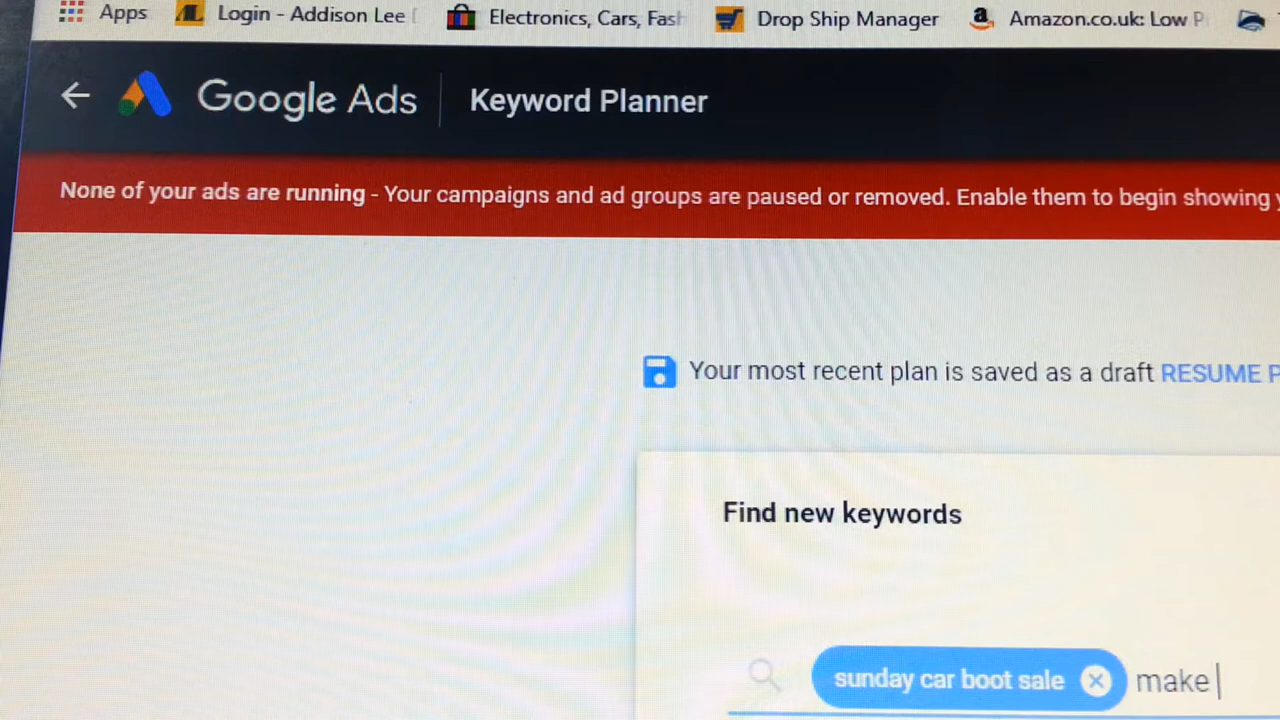 Apps Login - Addison Lee Electronics, Cars, Fash Drop Ship Manager Amazon.co.uk: Low P
Google Ads Keyword Planner
None of your ads are running - Your campaigns and ad groups are paused or removed. Enable them to begin showing
Your most recent plan is saved as a draft RESUME P
Find new keywords
sunday car boot sale make